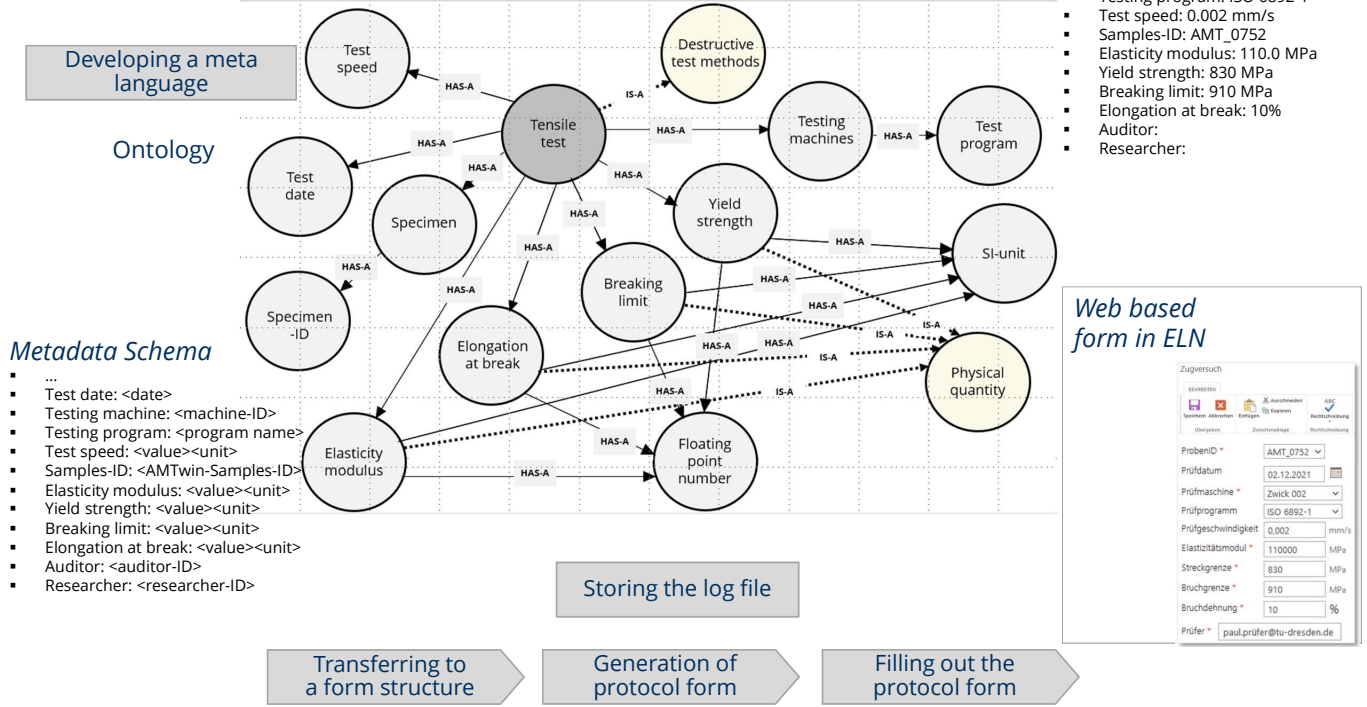 Testing program: ISO 6892-1
Test speed: 0.002 mm/s
Samples-ID: AMT_0752
Elasticity modulus: 110.0 MPa
Yield strength: 830 MPa
Breaking limit: 910 MPa
Elongation at break: 10%
Auditor:
Researcher:
Developing a meta
language
Ontology
Test
speed
Destructive
test methods
HAS-A
IS-A
Tensile
test
HAS-A
Testing
machines
HAS-A
Test
program
HAS-A
Test
date
HAS-A
Specimen
HAS-A
Yield
strength
HAS-A
HAS-A
HAS-A
SI-unit
HAS-A
Specimen
-ID
HAS-A
Breaking
limit
HAS-A
HAS-A
HAS-A
Elongation
at break
HAS-A
HAS-A
IS-A
IS-A
IS-A
IS-A
Physical
quantity
HAS-A
HAS-A
Elasticity
modulus
HAS-A
Floating
point
number
Metadata Schema
...
Test date: <date>
Testing machine: <machine-ID>
Testing program: <program name>
Test speed: <value><unit>
Samples-ID: <AMTwin-Samples-ID>
Elasticity modulus: <value><unit>
Yield strength: <value><unit>
Breaking limit: <value><unit>
Elongation at break: <value><unit>
Auditor: <auditor-ID>
Researcher: <researcher-ID>
Web based
form in ELN
Zugversuch
BEARBEITEN
Speichern Abbrechen Einfügen
Ausschneiden
Kopieren
ABC
Rechtschreibung
Übergeben Zwischenablage Rechtschreibung
ProbenID * AMT_0752
Prüfdatum 02.12.2021
Prüfmaschine * Zwick 002
Prüfprogramm ISO 6892-1
Prüfgeschwindigkeit 0,002 mm/s
Elastizitätsmodul * 110000 MPa
Streckgrenze * 830 MPa
Bruchgrenze * 910 MPa
Bruchdehnung * 10 %
Prüfer * paul.prüfer@tu-dresden.de
Storing the log file
Transferring to
a form structure
Generation of
protocol form
Filling out the
protocol form